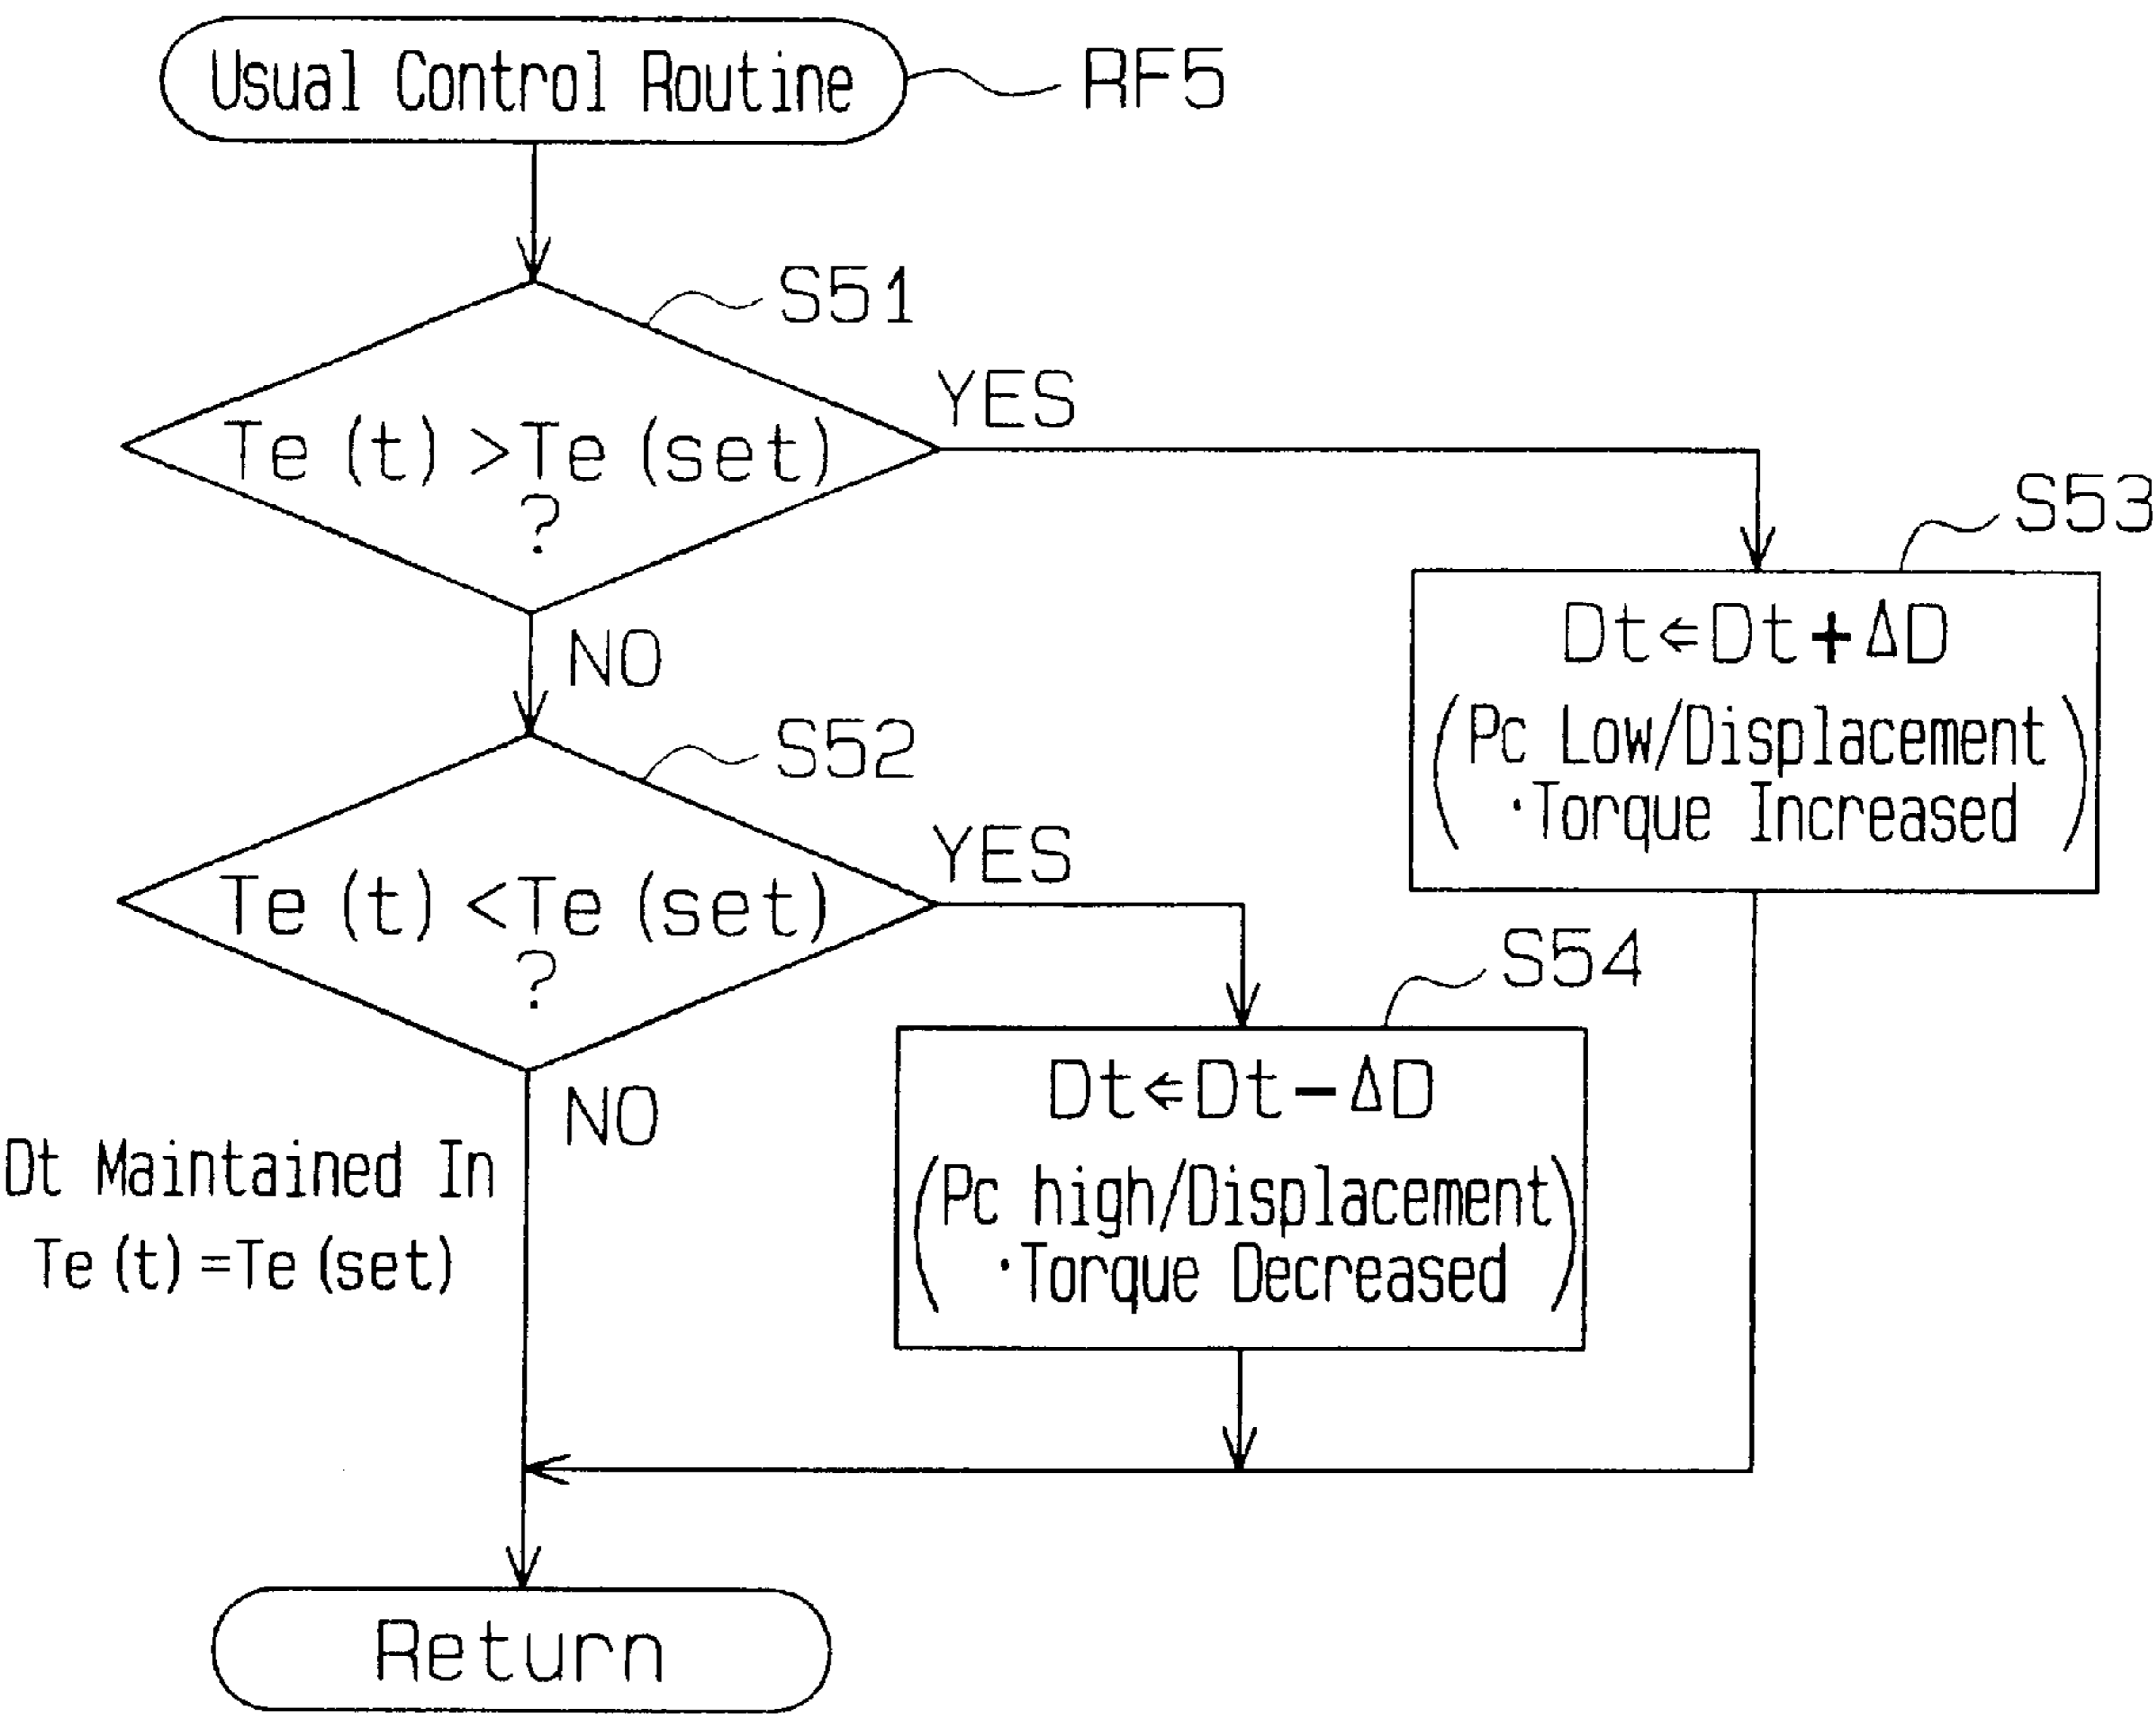 Usual Control Routine
RF5
S51
Te (t) >Te (set)
?
YES
NO
S53
Dt⇐Dt+ΔD
(Pc Low/Displacement
·Torque Increased)
S52
Te (t) <Te (set)
?
YES
NO
S54
Dt⇐Dt−ΔD
(Pc high/Displacement
·Torque Decreased)
Dt Maintained In
Te (t) =Te (set)
Return